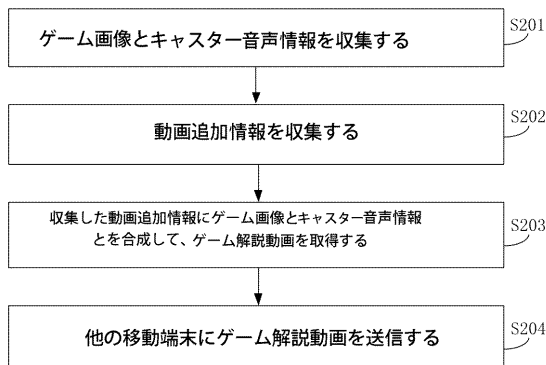 ゲーム画像とキャスター音声情報を収集する
S201
動画追加情報を収集する
S202
収集した動画追加情報にゲーム画像とキャスター音声情報
とを合成して、ゲーム解説動画を取得する
S203
他の移動端末にゲーム解説動画を送信する
S204